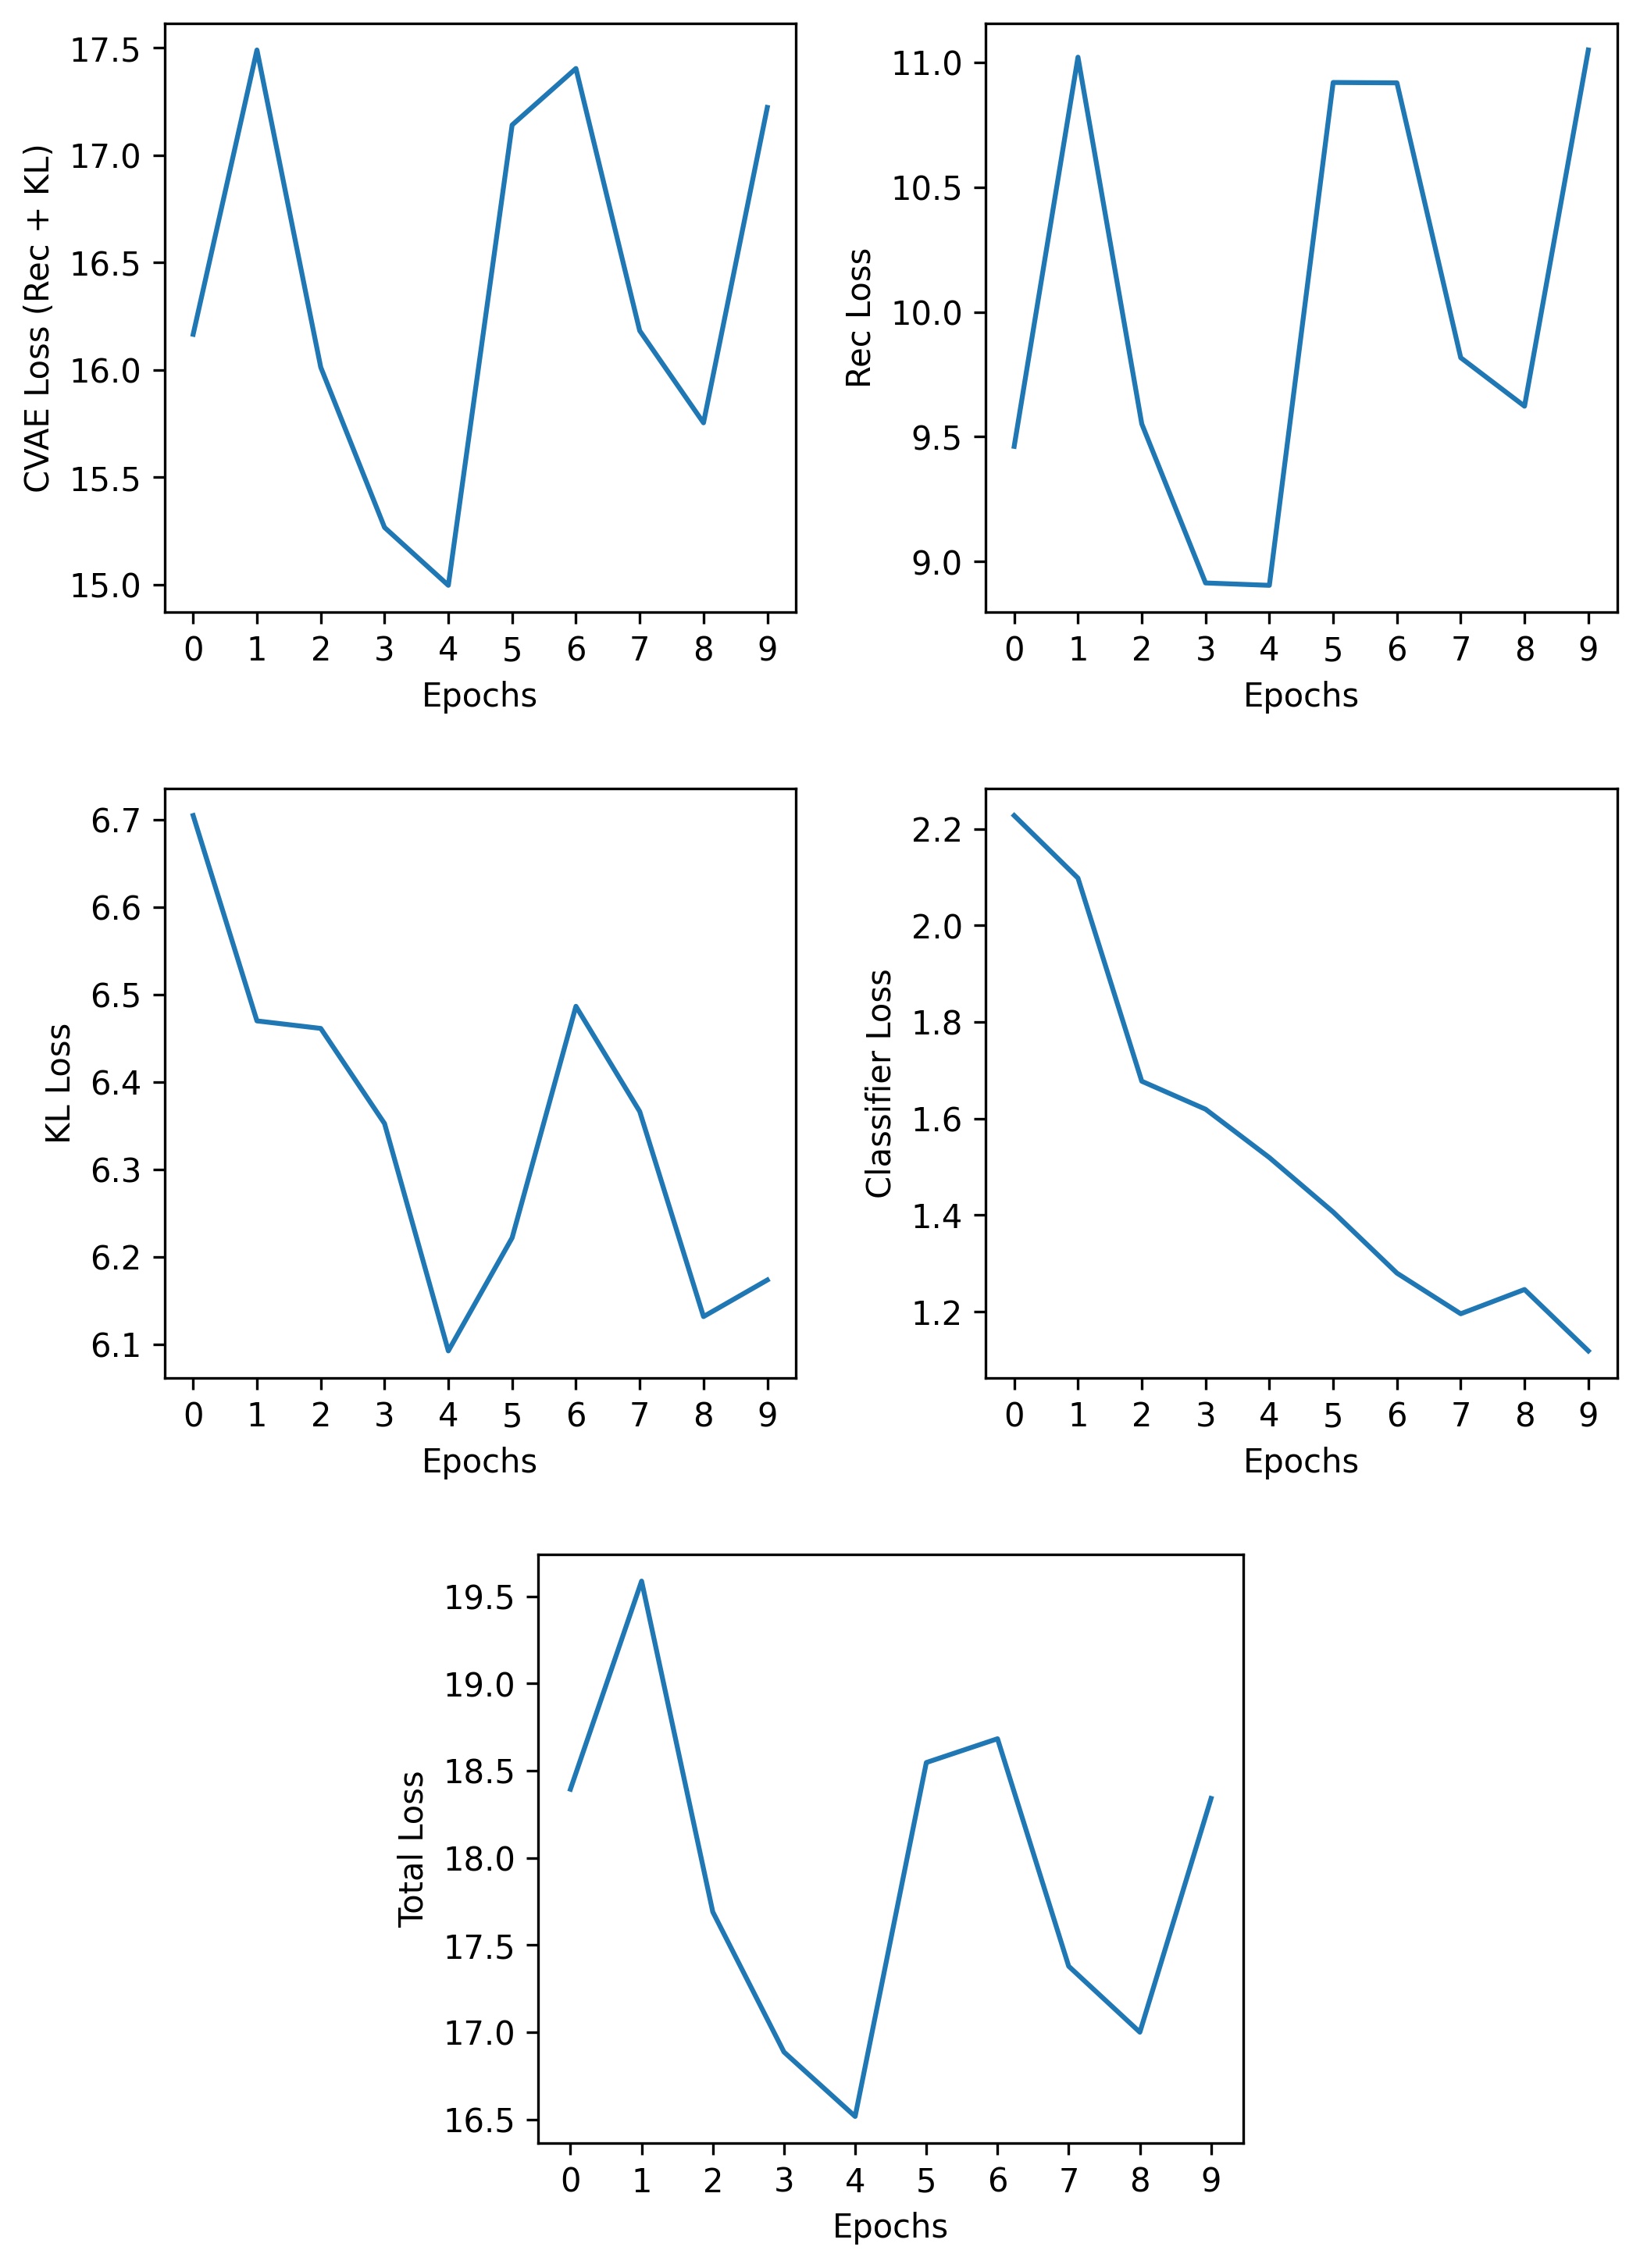 CVAE Loss (Rec + KL)
17.5
17.0
16.5
16.0
15.5
15.0
0 1 2 3 4 5 6 7 8 9
Epochs
Rec Loss
11.0
10.5
10.0
9.5
9.0
0 1 2 3 4 5 6 7 8 9
Epochs
KL Loss
6.7
6.6
6.5
6.4
6.3
6.2
6.1
0 1 2 3 4 5 6 7 8 9
Epochs
Classifier Loss
2.2
2.0
1.8
1.6
1.4
1.2
0 1 2 3 4 5 6 7 8 9
Epochs
Total Loss
19.5
19.0
18.5
18.0
17.5
17.0
16.5
0 1 2 3 4 5 6 7 8 9
Epochs